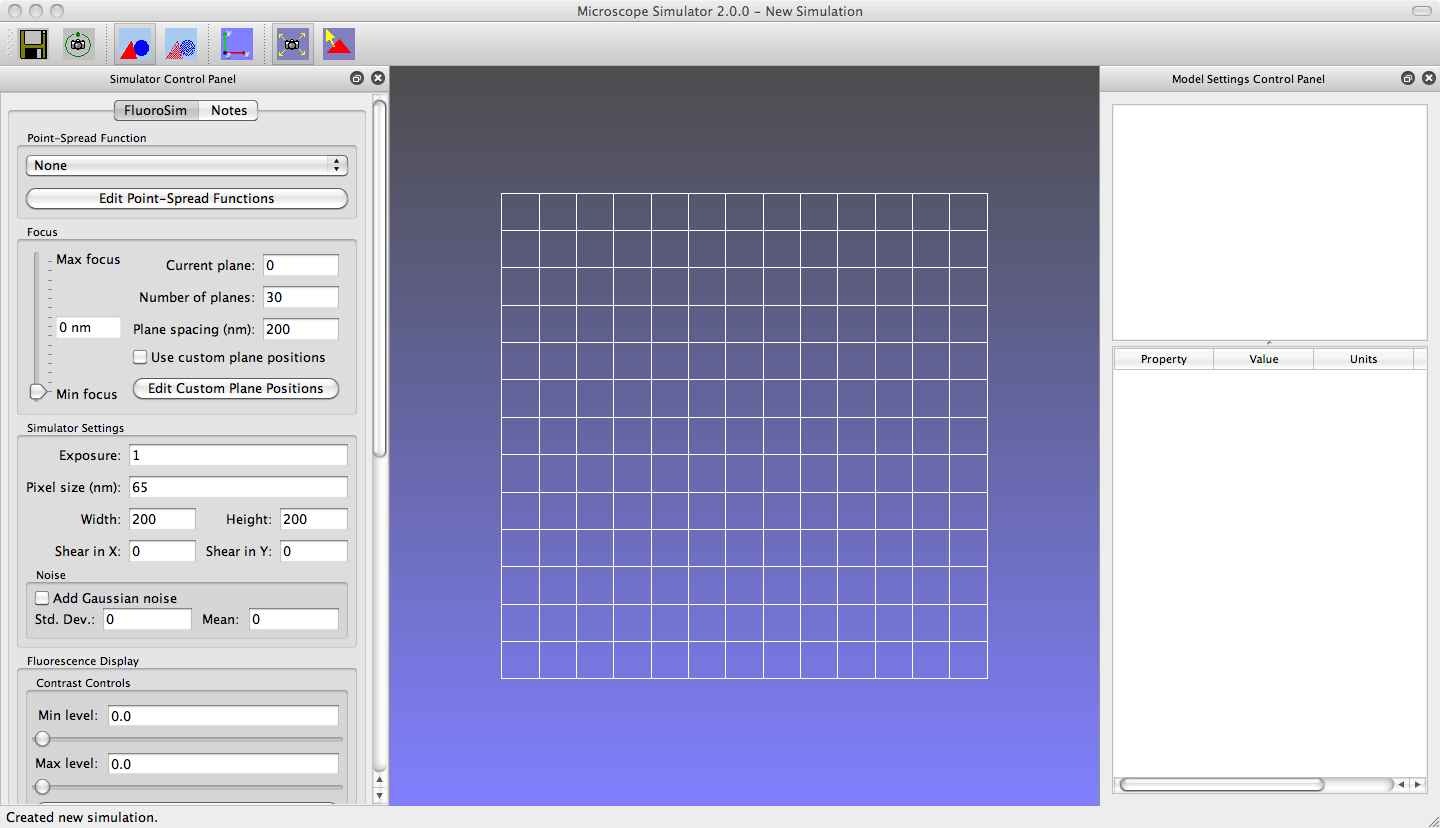 Microscope Simulator 2.0.0 – New Simulation
Simulator Control Panel
Model Settings Control Panel
FluoroSim Notes
Point-Spread Function
None
Edit Point-Spread Functions
Focus
Max focus
Current plane: 0
Number of planes: 30
0 nm
Plane spacing (nm): 200
Use custom plane positions
Min focus
Edit Custom Plane Positions
Simulator Settings
Exposure: 1
Pixel size (nm): 65
Width: 200 Height: 200
Shear in X: 0 Shear in Y: 0
Noise
Add Gaussian noise
Std. Dev.: 0 Mean: 0
Fluorescence Display
Contrast Controls
Min level: 0.0
Max level: 0.0
Property Value Units
Created new simulation.